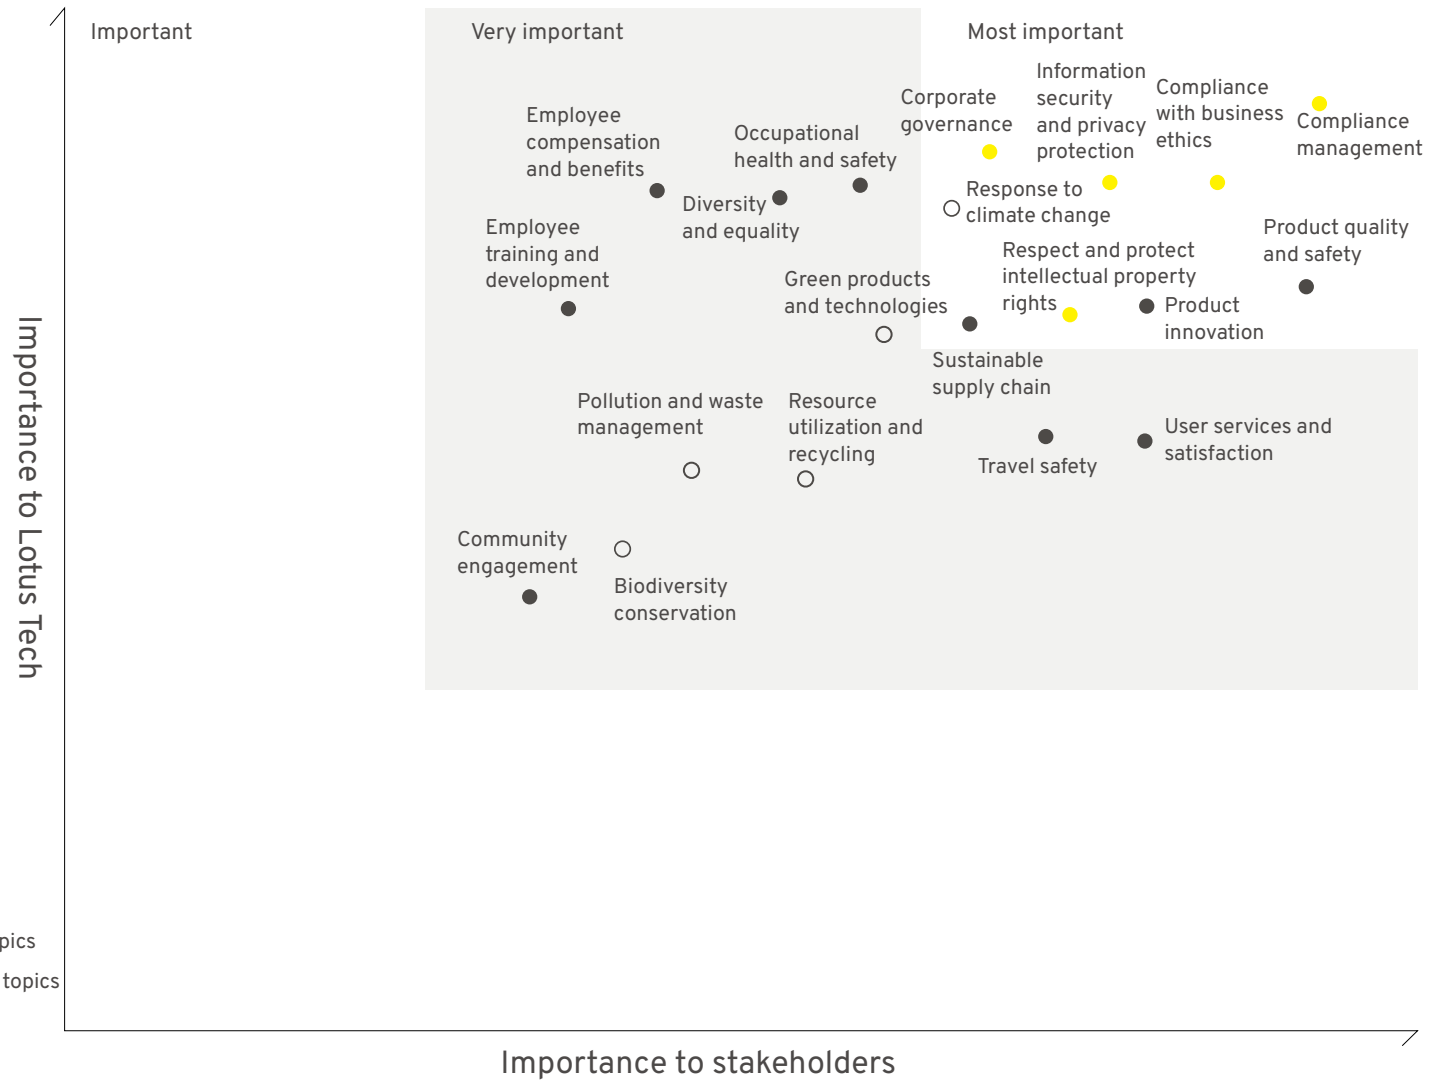 Important
Very important
Most important
Employee
compensation
and benefits
Occupational
health and safety
Corporate
governance
Information
security
and privacy
protection
Compliance
with business
ethics
Compliance
management
Diversity
and equality
Response to
climate change
Employee
training and
development
Green products
and technologies
Respect and protect
intellectual property
rights
Product quality
and safety
Product
innovation
Sustainable
supply chain
Pollution and waste
management
Resource
utilization and
recycling
Travel safety
User services and
satisfaction
Community
engagement
Biodiversity
conservation
Importance to Lotus Tech
pics
topics
Importance to stakeholders